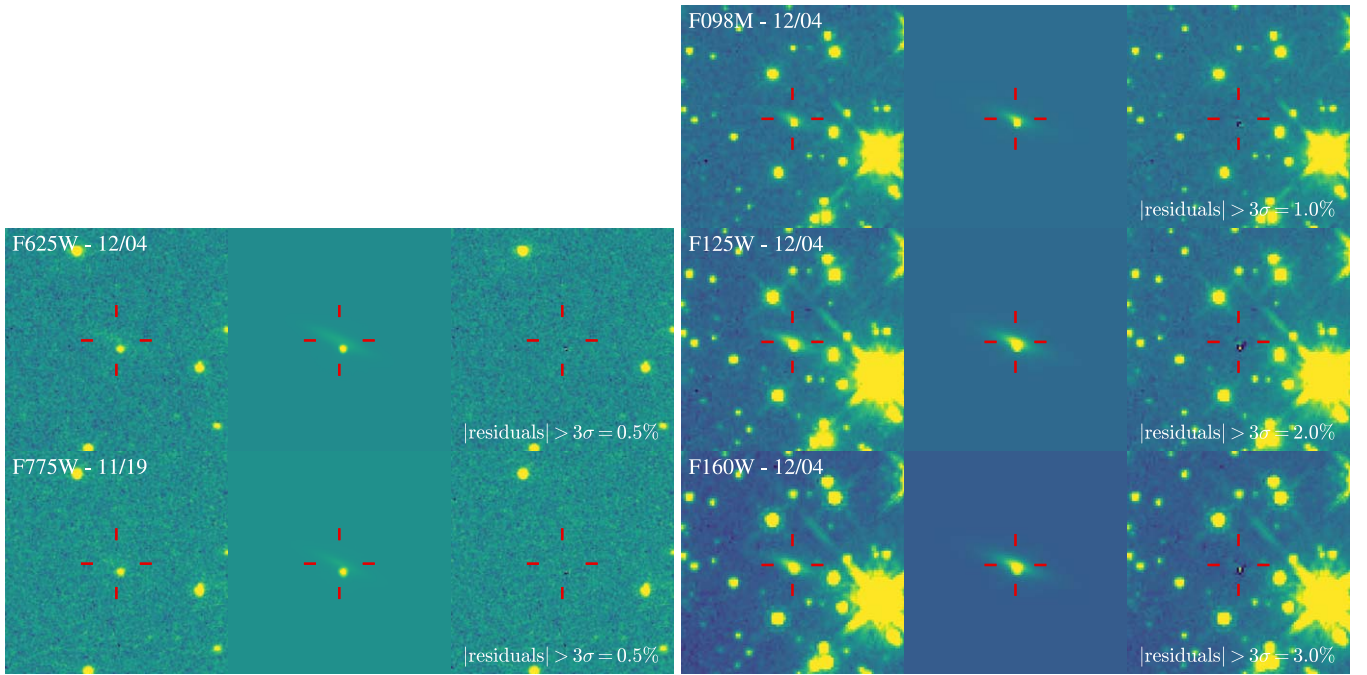 F098M - 12/04
|residuals| > 3σ = 1.0%
F625W - 12/04
|residuals| > 3σ = 0.5%
F125W - 12/04
|residuals| > 3σ = 2.0%
F775W - 11/19
|residuals| > 3σ = 0.5%
F160W - 12/04
|residuals| > 3σ = 3.0%